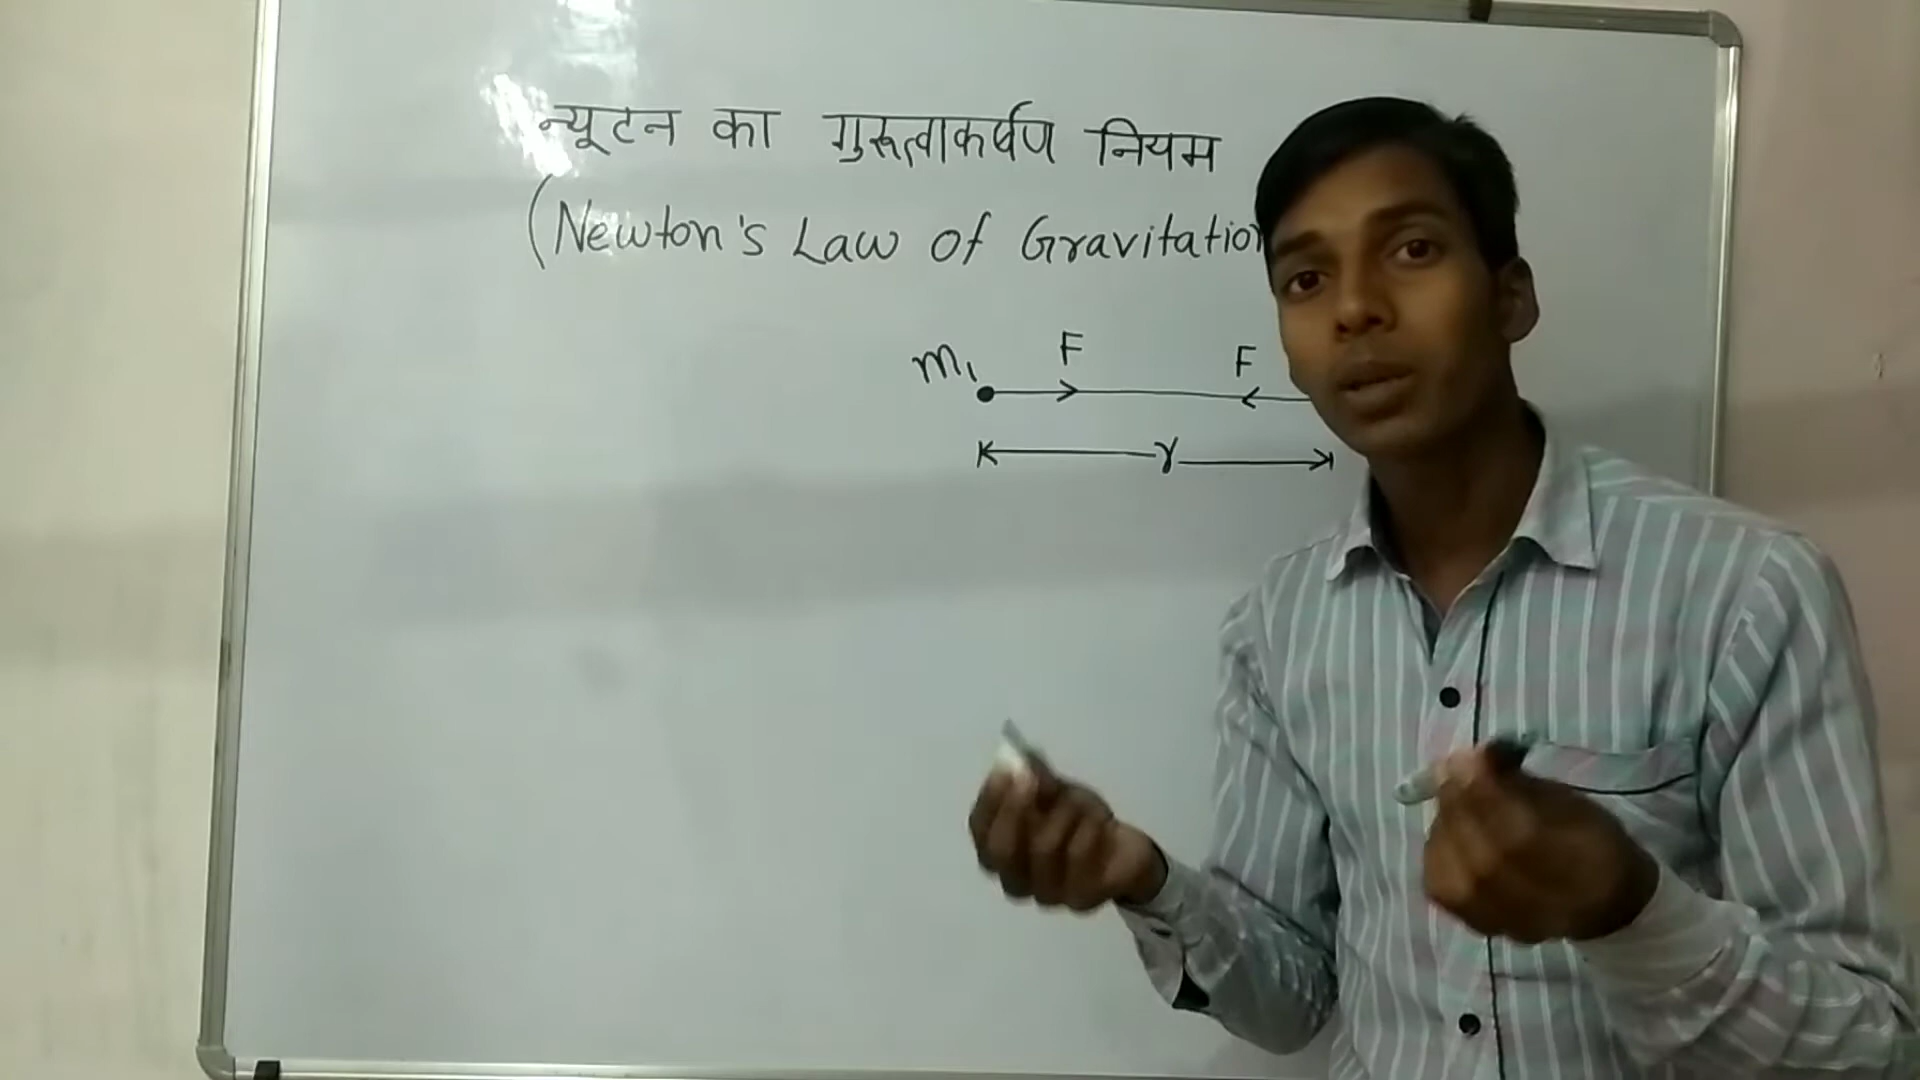 न्यूटन का गुरूत्वाकर्षण नियम
(Newton's Law of Gravitation
m₁ F F
r